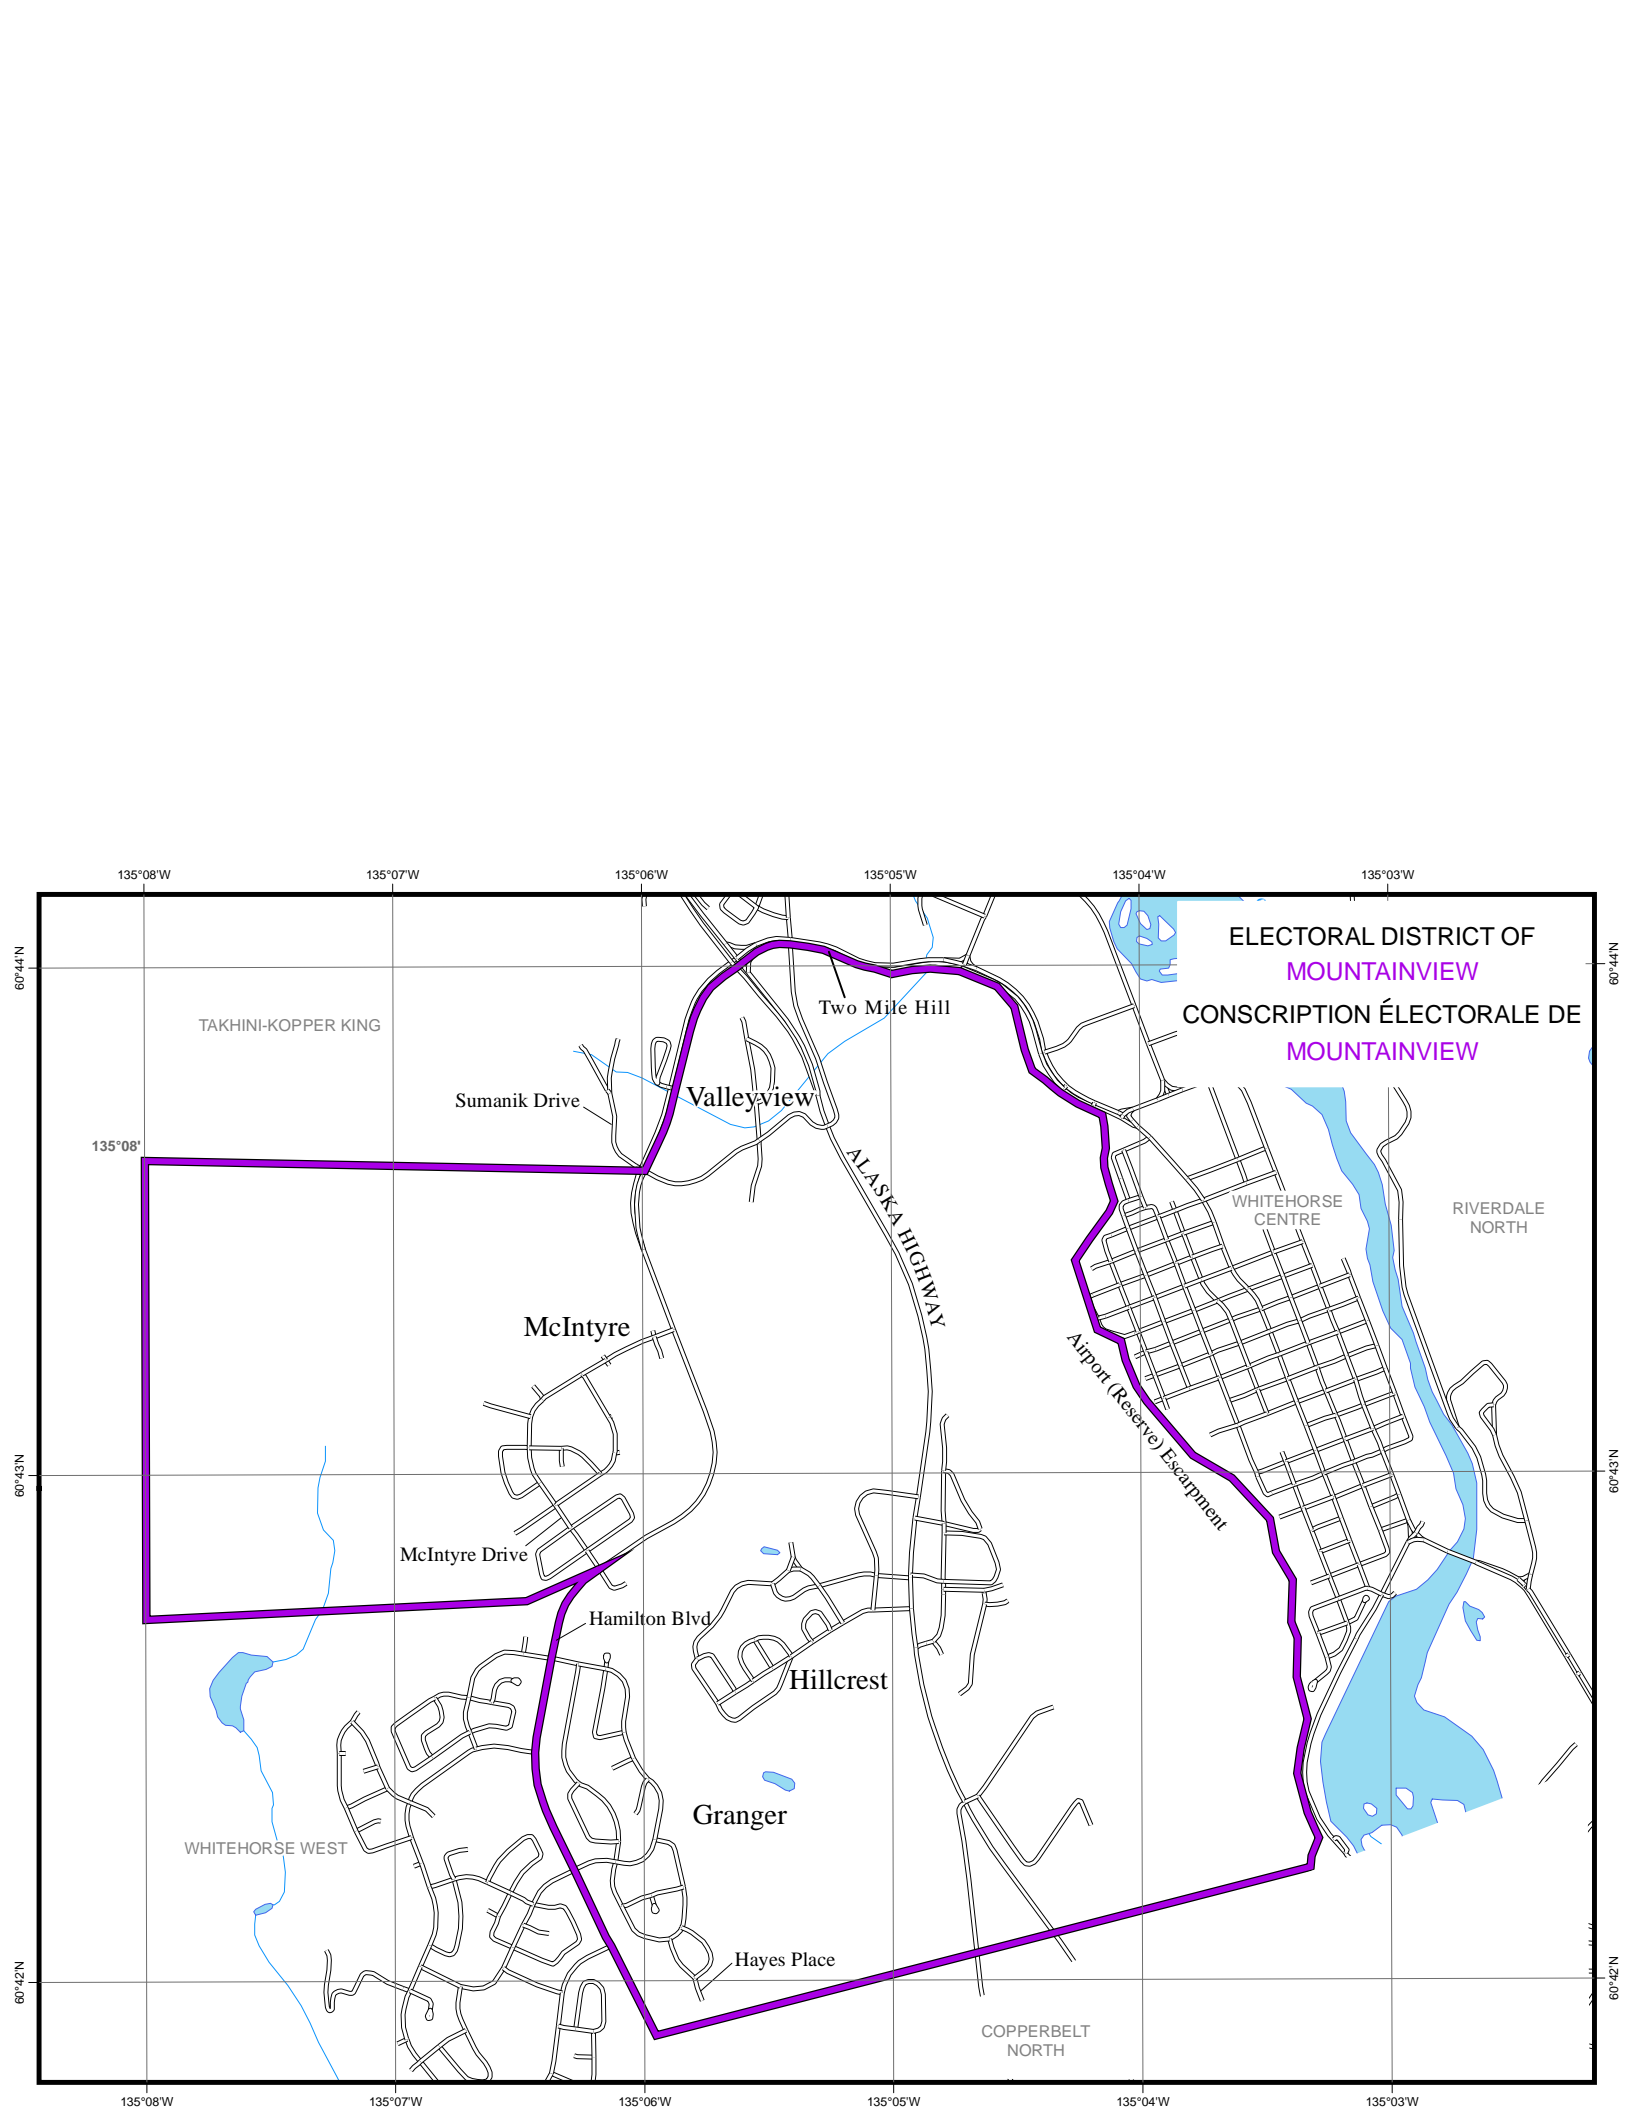 135°08'W 135°07'W 135°06'W 135°05'W 135°04'W 135°03'W
ELECTORAL DISTRICT OF
MOUNTAINVIEW
CONSCRIPTION ÉLECTORALE DE
MOUNTAINVIEW
60°44'N
60°44'N
TAKHINI-KOPPER KING
Two Mile Hill
Sumanik Drive
Valleyview
135°08'
ALASKA HIGHWAY
WHITEHORSE
CENTRE
RIVERDALE
NORTH
McIntyre
Airport (Reserve) Escarpment
60°43'N
60°43'N
McIntyre Drive
Hamilton Blvd
Hillcrest
Granger
WHITEHORSE WEST
Hayes Place
60°42'N
60°42'N
COPPERBELT
NORTH
135°08'W 135°07'W 135°06'W 135°05'W 135°04'W 135°03'W